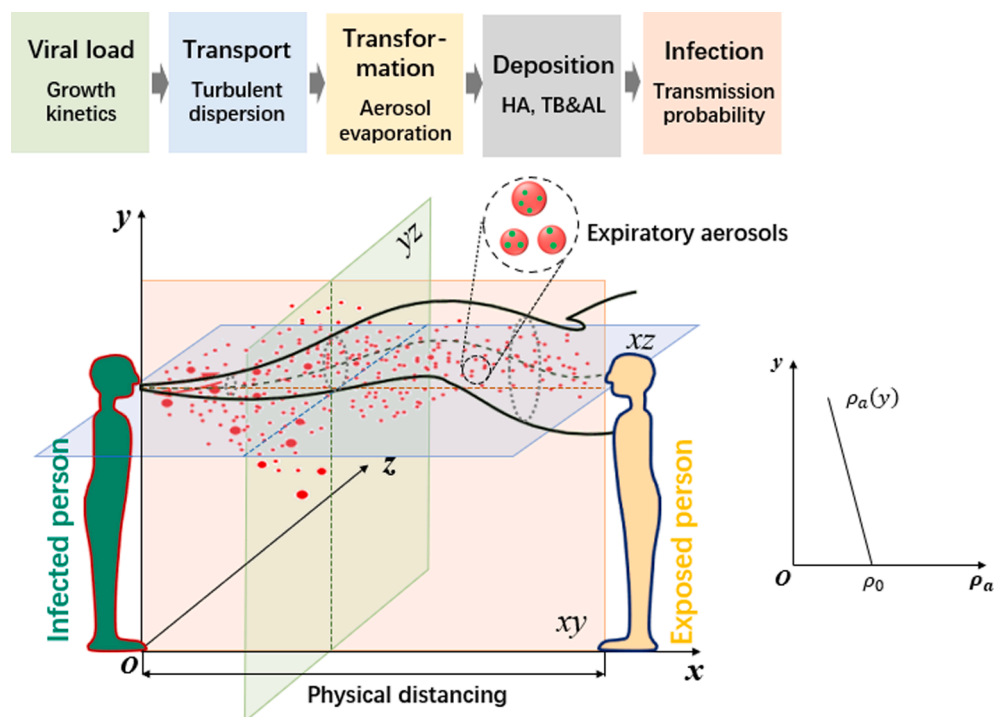 Viral load
Growth
kinetics
Transport
Turbulent
dispersion
Transfor-
mation
Aerosol
evaporation
Deposition
HA, TB&AL
Infection
Transmission
probability
y
yz
Expiratory aerosols
xz
z
Infected person
Exposed person
xy
O
x
Physical distancing
y
ρₐ(y)
O
ρ₀
ρₐ